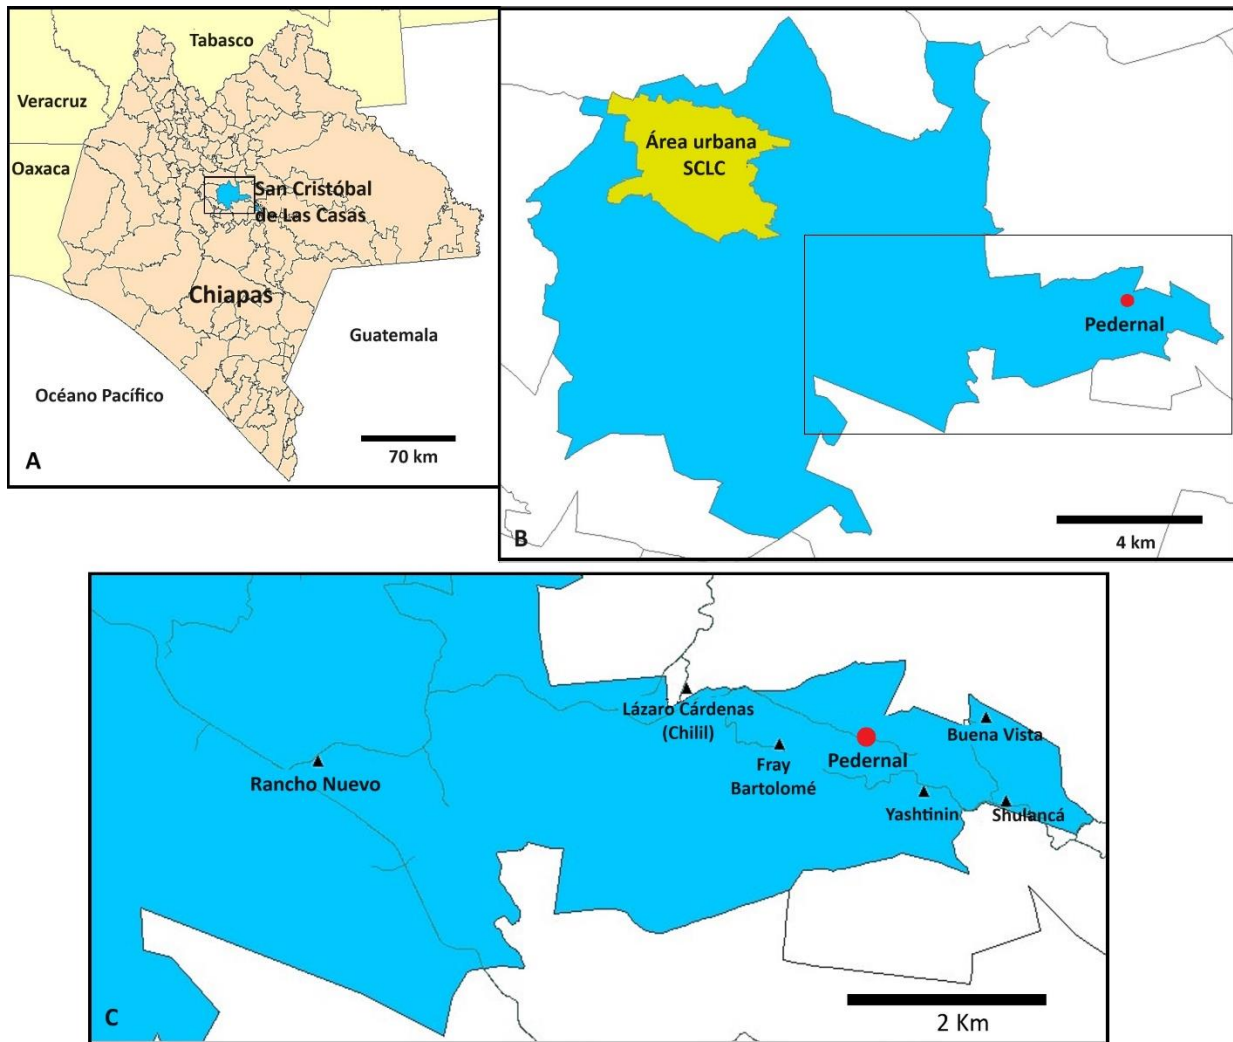 Tabasco
Veracruz
Oaxaca
San Cristóbal
de Las Casas
Chiapas
Guatemala
Océano Pacífico
70 km
A
Área urbana
SCLC
Pedernal
4 km
B
Lázaro Cárdenas
(Chilil)
Buena Vista
Fray
Bartolomé
Pedernal
Rancho Nuevo
Yashtinin
Shulancá
2 Km
C